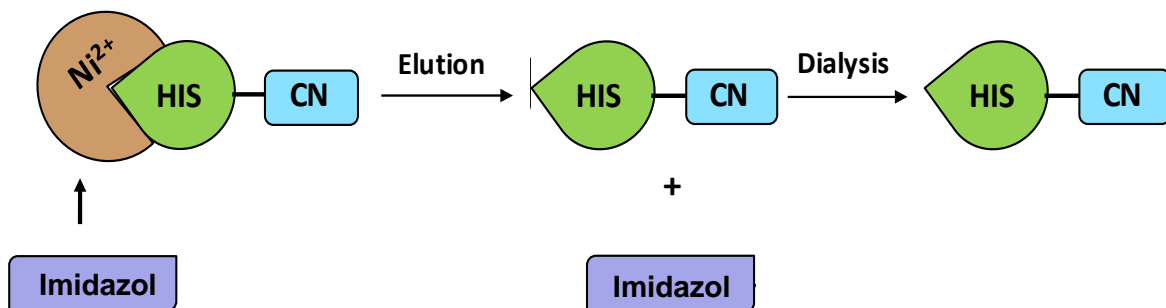 Ni2+
HIS
CN
Elution
HIS
CN
Dialysis
HIS
CN
+
Imidazol
Imidazol